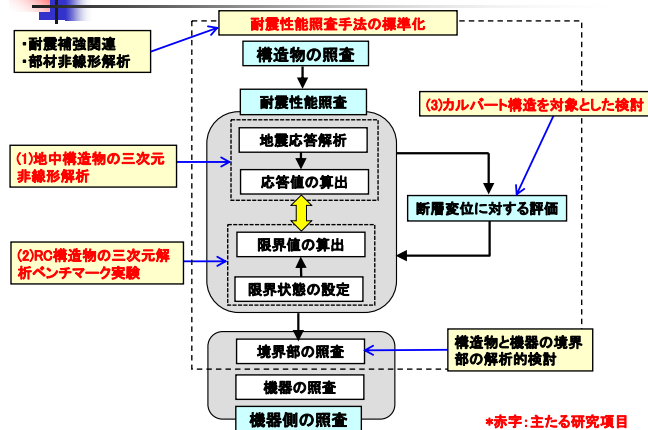 耐震性能照査手法の標準化
・耐震補強関連
・部材非線形解析
構造物の照査
耐震性能照査
(3)カルバート構造を対象とした検討
地震応答解析
(1)地中構造物の三次元
非線形解析
応答値の算出
断層変位に対する評価
限界値の算出
(2)RC構造物の三次元解
析ベンチマーク実験
限界状態の設定
境界部の照査
構造物と機器の境界
部の解析的検討
機器の照査
機器側の照査
*赤字:主たる研究項目